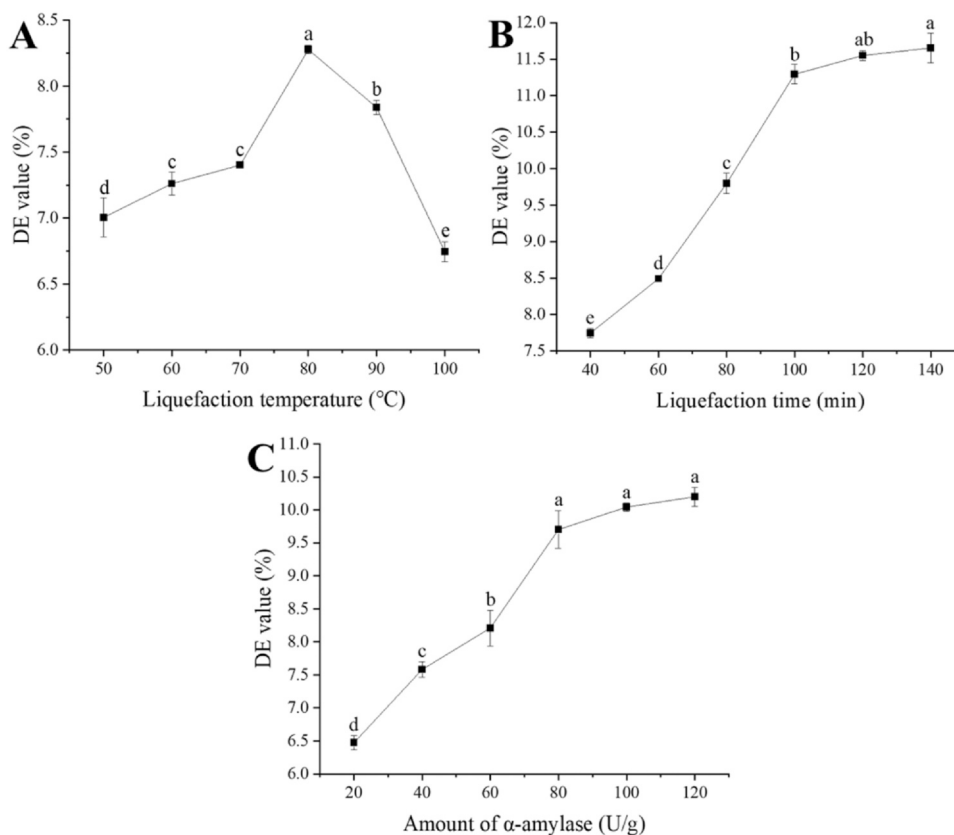 A
8.5
8.0
7.5
7.0
6.5
6.0
DE value (%)
d
c
c
a
b
e
50 60 70 80 90 100
Liquefaction temperature (℃)
B
12.0
11.5
11.0
10.5
10.0
9.5
9.0
8.5
8.0
7.5
DE value (%)
e
d
c
b
ab
a
40 60 80 100 120 140
Liquefaction time (min)
C
11.0
10.5
10.0
9.5
9.0
8.5
8.0
7.5
7.0
6.5
6.0
DE value (%)
d
c
b
a
a
a
20 40 60 80 100 120
Amount of α-amylase (U/g)